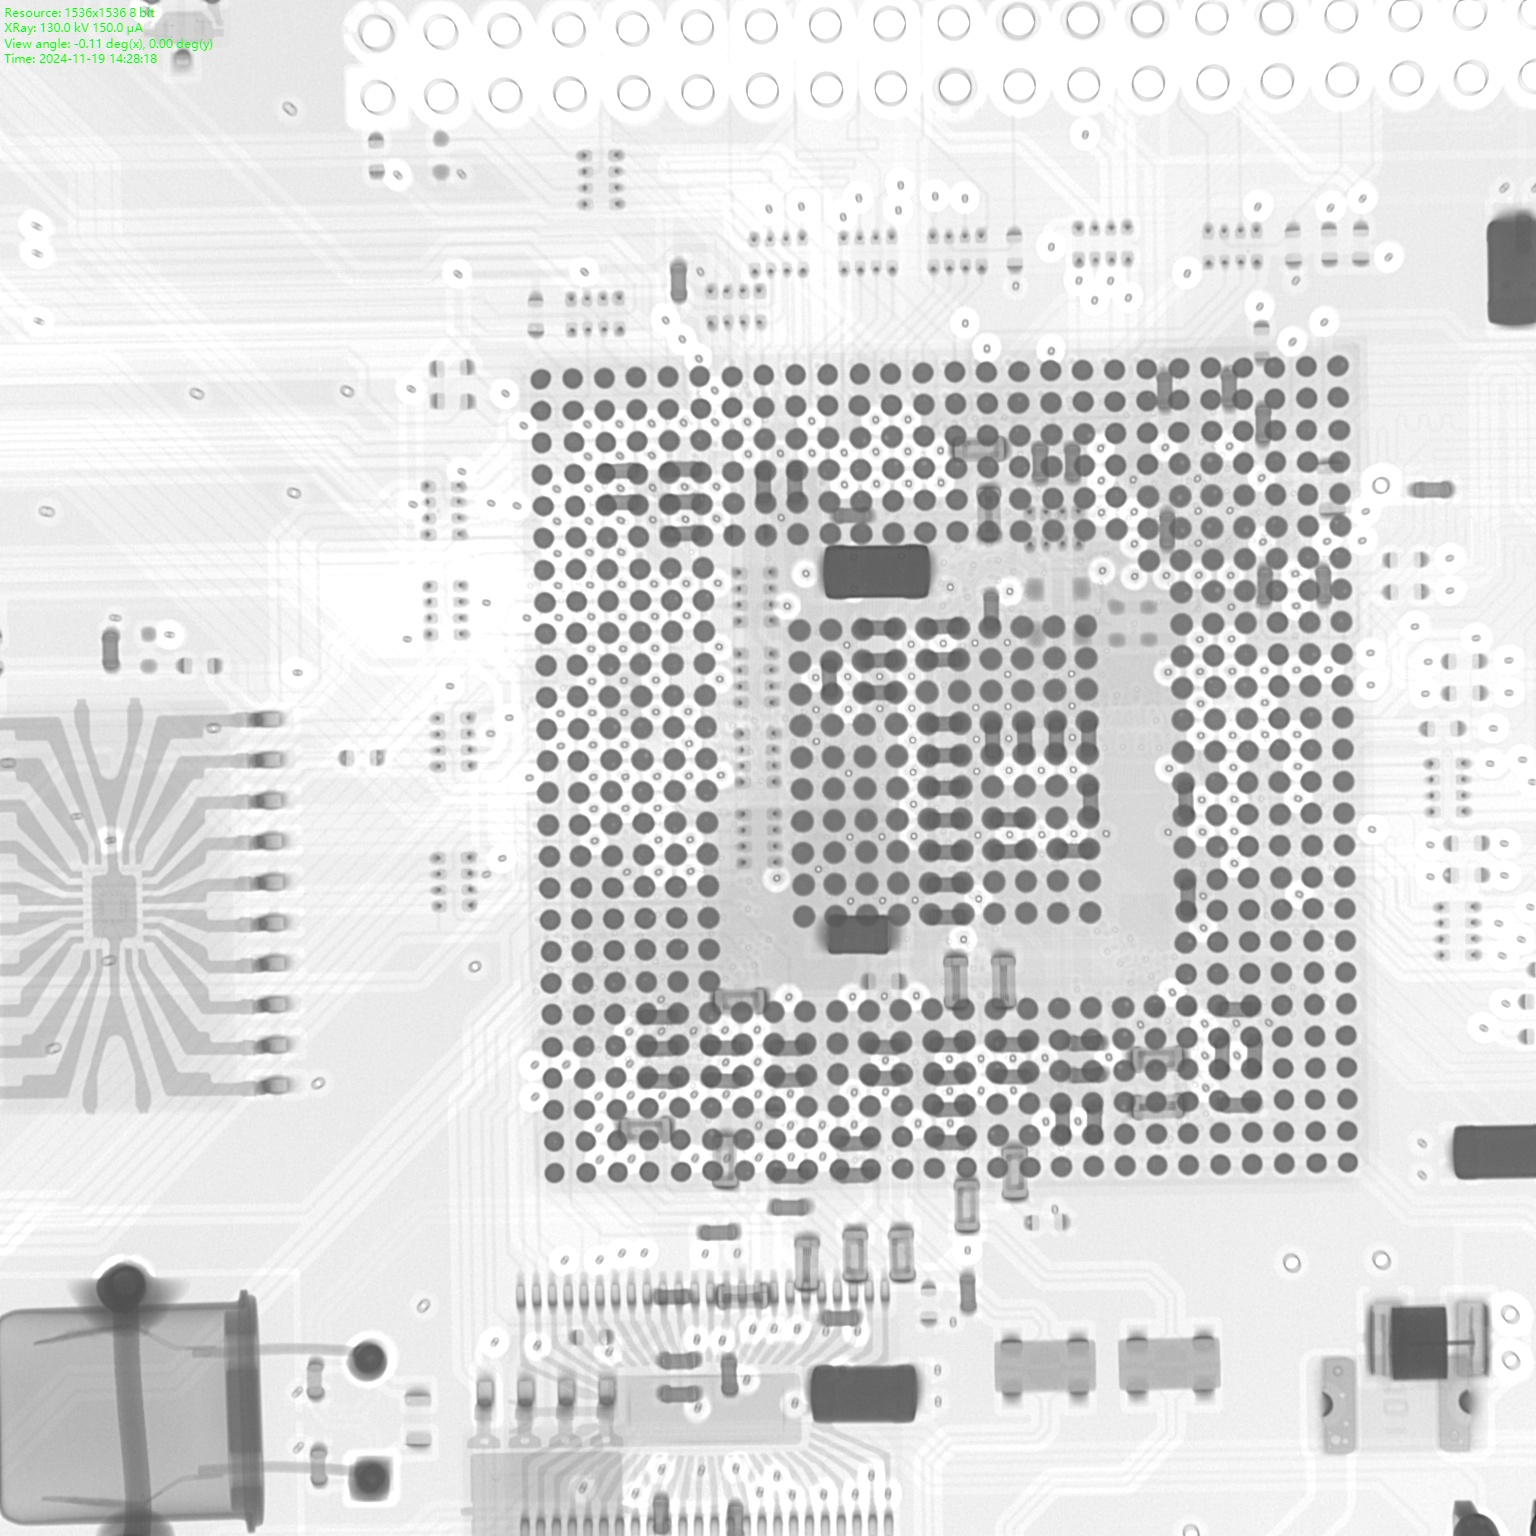 Resource: 1536x1536 8 bit
XRay: 130.0 kV 150.0 µA
View angle: -0.11 deg(x), 0.00 deg(y)
Time: 2024-11-19 14:28:18